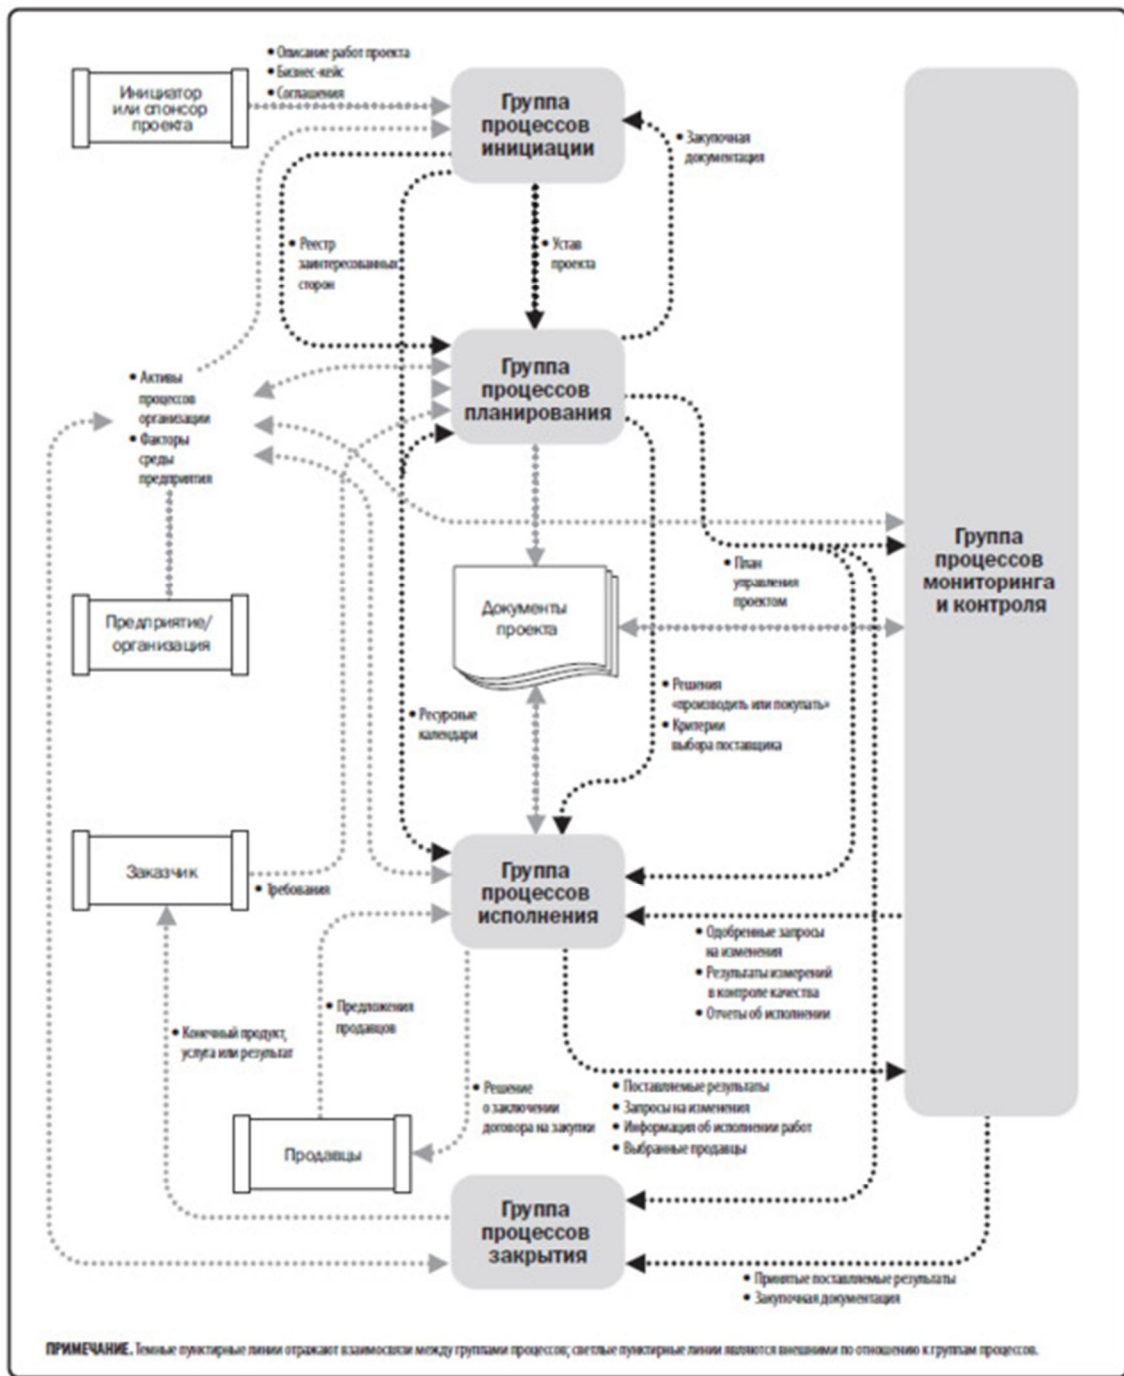 • Описание работ проекта
• Бизнес-кейс
• Соглашения
Инициатор
или спонсор
проекта
Группа
процессов
инициации
• Закупочная
документация
• Реестр
заинтересованных
сторон
• Устав
проекта
Группа
процессов
планирования
• Активы
процессов
организации
• Факторы
среды
предприятия
Группа
процессов
мониторинга
и контроля
• План
управления
проектом
Предприятие/
организация
Документы
проекта
• Решения
«производить или покупать»
• Критерии
выбора поставщика
• Ресурсные
календари
Заказчик
• Требования
Группа
процессов
исполнения
• Одобренные запросы
на изменения
• Результаты измерений
в контроле качества
• Отчеты об исполнении
• Предложения
продавцов
• Конечный продукт,
услуга или результат
• Решение
о заключении
договора на закупки
• Поставляемые результаты
• Запросы на изменения
• Информация об исполнении работ
• Выбранные продавцы
Продавцы
Группа
процессов
закрытия
• Принятые поставляемые результаты
• Закупочная документация
ПРИМЕЧАНИЕ. Темные пунктирные линии отражают взаимосвязи между группами процессов; светлые пунктирные линии являются внешними по отношению к группам процессов.